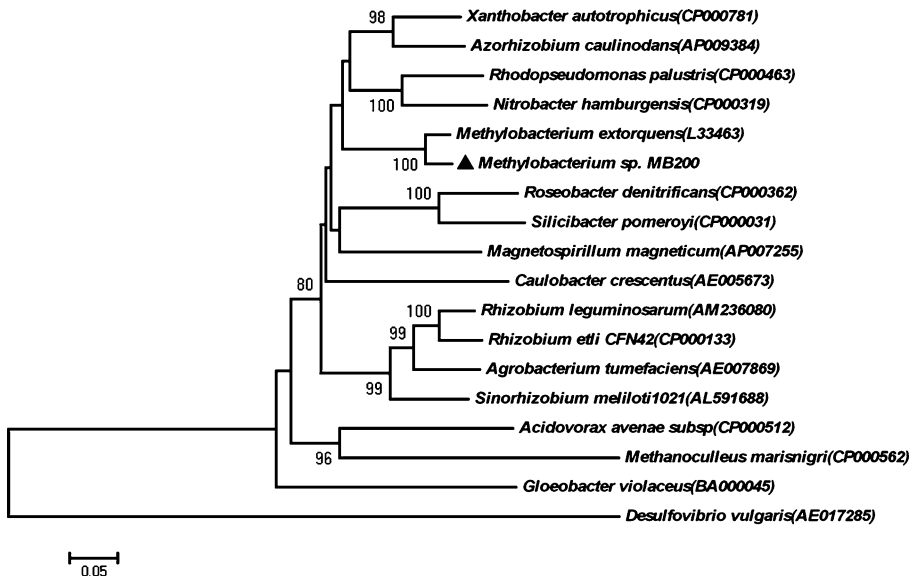 98
Xanthobacter autotrophicus(CP000781)
Azorhizobium caulinodans(AP009384)
Rhodopseudomonas palustris(CP000463)
100
Nitrobacter hamburgensis(CP000319)
Methylobacterium extorquens(L33463)
100
▲ Methylobacterium sp. MB200
100
Roseobacter denitrificans(CP000362)
Silicibacter pomeroyi(CP000031)
Magnetospirillum magneticum(AP007255)
80
Caulobacter crescentus(AE005673)
100
Rhizobium leguminosarum(AM236080)
99
Rhizobium etli CFN42(CP000133)
Agrobacterium tumefaciens(AE007869)
99
Sinorhizobium meliloti1021(AL591688)
Acidovorax avenae subsp(CP000512)
96
Methanoculleus marisnigri(CP000562)
Gloeobacter violaceus(BA000045)
Desulfovibrio vulgaris(AE017285)
0.05